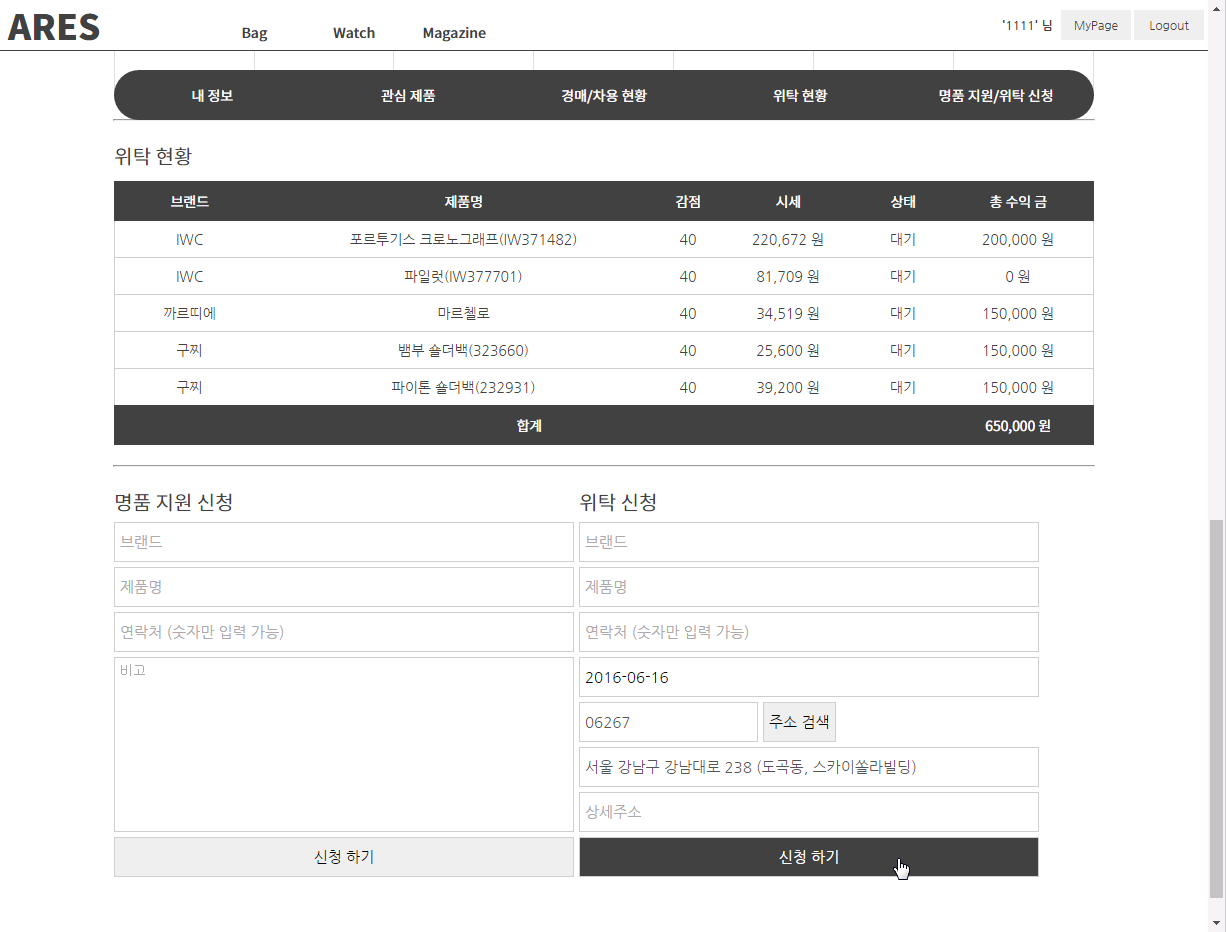 ARES Bag Watch Magazine '1111' 님 MyPage Logout
내 정보 관심 제품 경매/차용 현황 위탁 현황 명품 지원/위탁 신청
위탁 현황
브랜드 제품명 감점 시세 상태 총 수익 금
IWC 포르투기스 크로노그래프(IW371482) 40 220,672 원 대기 200,000 원
IWC 파일럿(IW377701) 40 81,709 원 대기 0 원
까르띠에 마르첼로 40 34,519 원 대기 150,000 원
구찌 뱀부 숄더백(323660) 40 25,600 원 대기 150,000 원
구찌 파이톤 숄더백(232931) 40 39,200 원 대기 150,000 원
합계 650,000 원
명품 지원 신청
브랜드
제품명
연락처 (숫자만 입력 가능)
비고
신청 하기
위탁 신청
브랜드
제품명
연락처 (숫자만 입력 가능)
2016-06-16
06267 주소 검색
서울 강남구 강남대로 238 (도곡동, 스카이쏠라빌딩)
상세주소
신청 하기